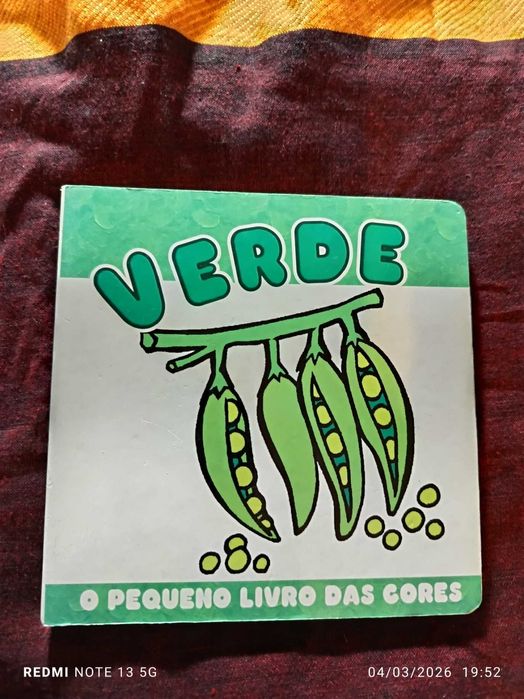 VERDE
O PEQUENO LIVRO DAS CORES
REDMI NOTE 13 5G
04/03/2026 19:52